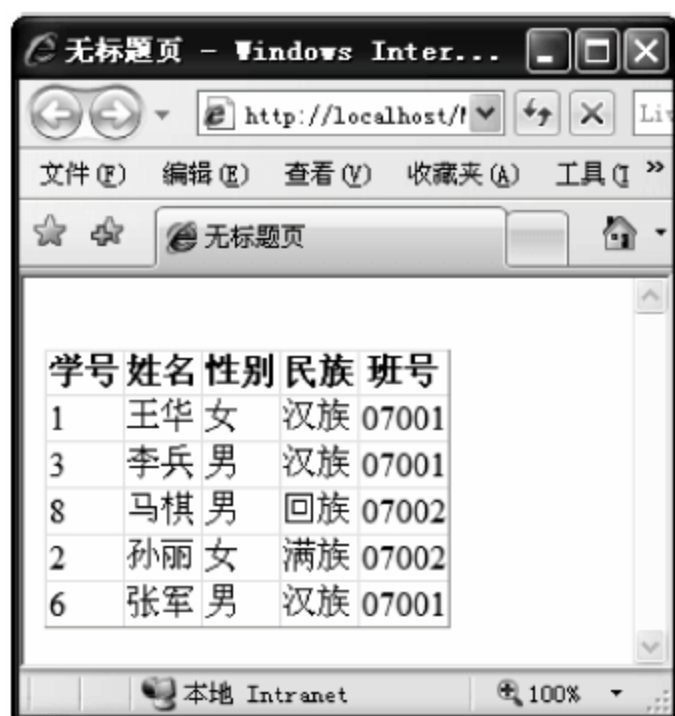 无标题页 - Windows Inter...
http://localhost/
文件(F) 编辑(E) 查看(V) 收藏夹(A) 工具(T »
无标题页
学号 姓名 性别 民族 班号
1 王华 女 汉族 07001
3 李兵 男 汉族 07001
8 马棋 男 回族 07002
2 孙丽 女 满族 07002
6 张军 男 汉族 07001
本地 Intranet 100%